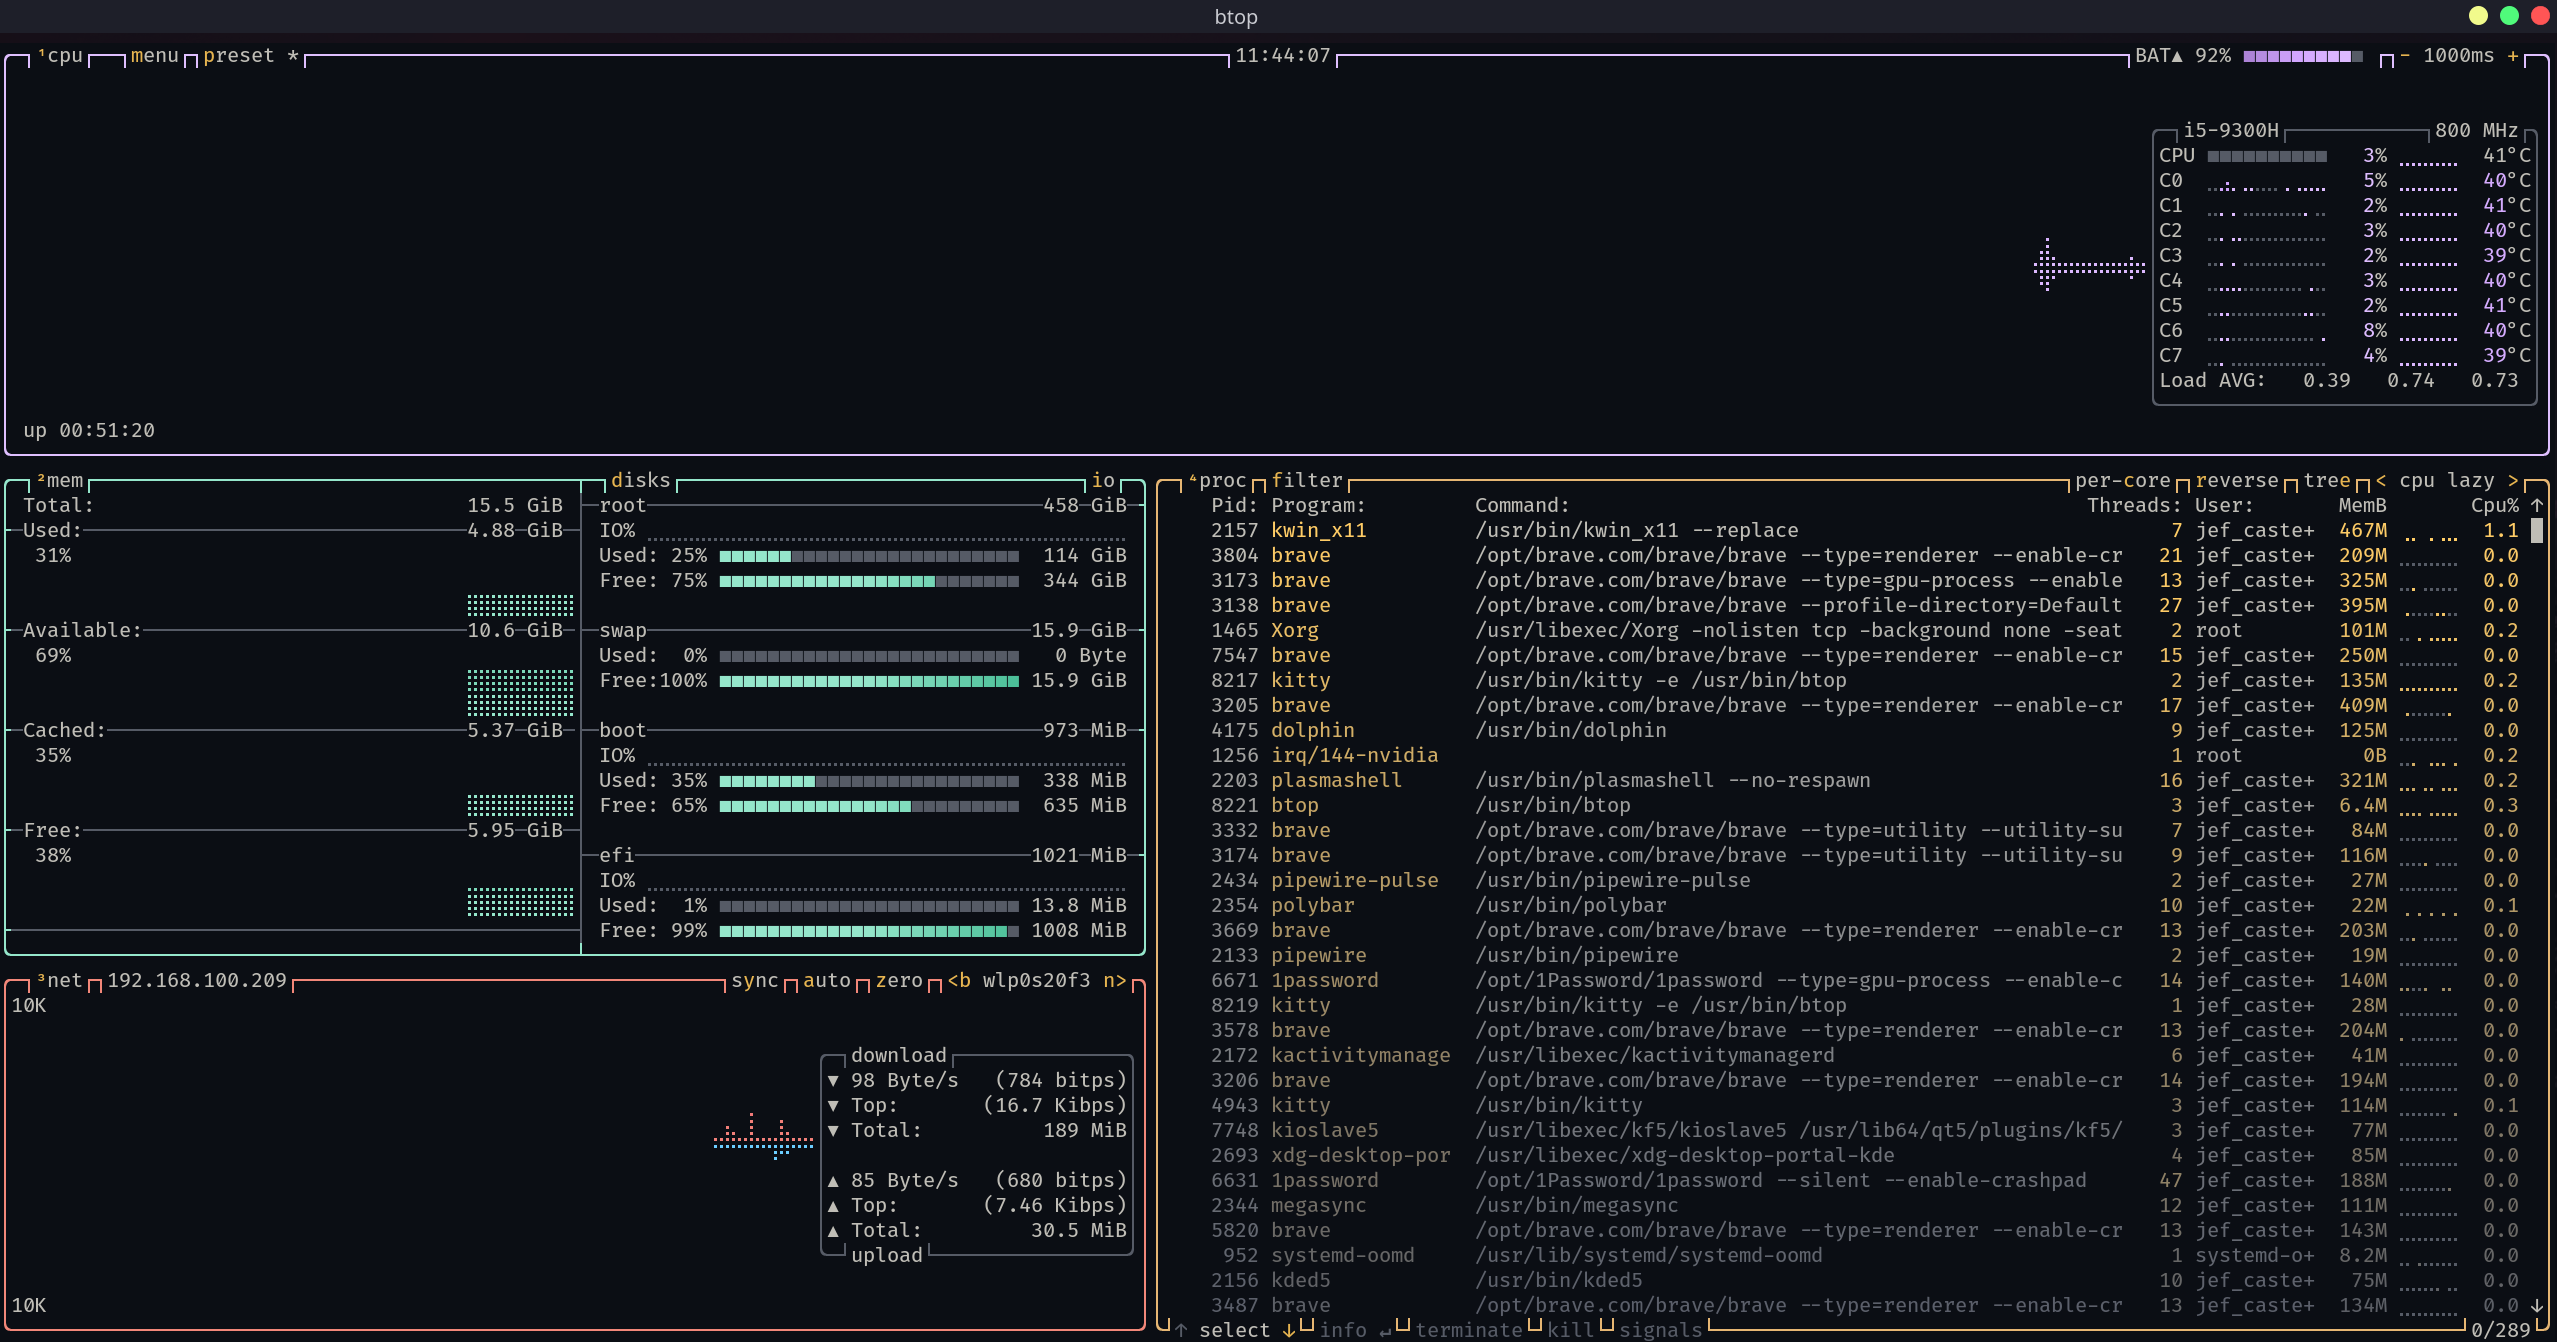 btop
¹cpu menu preset * 11:44:07 BAT▲ 92% - 1000ms +
i5-9300H 800 MHz
CPU 3% 41°C
C0 5% 40°C
C1 2% 41°C
C2 3% 40°C
C3 2% 39°C
C4 3% 40°C
C5 2% 41°C
C6 8% 40°C
C7 4% 39°C
Load AVG: 0.39 0.74 0.73
up 00:51:20
²mem
Total: 15.5 GiB
Used: 4.88 GiB
31%
Available: 10.6 GiB
69%
Cached: 5.37 GiB
35%
Free: 5.95 GiB
38%
disks io
root 458 GiB
IO%
Used: 25% 114 GiB
Free: 75% 344 GiB
swap 15.9 GiB
Used: 0% 0 Byte
Free:100% 15.9 GiB
boot 973 MiB
IO%
Used: 35% 338 MiB
Free: 65% 635 MiB
efi 1021 MiB
IO%
Used: 1% 13.8 MiB
Free: 99% 1008 MiB
³net 192.168.100.209 sync auto zero <b wlp0s20f3 n>
10K
download
▼ 98 Byte/s (784 bitps)
▼ Top: (16.7 Kibps)
▼ Total: 189 MiB
▲ 85 Byte/s (680 bitps)
▲ Top: (7.46 Kibps)
▲ Total: 30.5 MiB
upload
10K
⁴proc filter per-core reverse tree < cpu lazy >
Pid: Program: Command: Threads: User: MemB Cpu% ↑
2157 kwin_x11 /usr/bin/kwin_x11 --replace 7 jef_caste+ 467M 1.1
3804 brave /opt/brave.com/brave/brave --type=renderer --enable-cr 21 jef_caste+ 209M 0.0
3173 brave /opt/brave.com/brave/brave --type=gpu-process --enable 13 jef_caste+ 325M 0.0
3138 brave /opt/brave.com/brave/brave --profile-directory=Default 27 jef_caste+ 395M 0.0
1465 Xorg /usr/libexec/Xorg -nolisten tcp -background none -seat 2 root 101M 0.2
7547 brave /opt/brave.com/brave/brave --type=renderer --enable-cr 15 jef_caste+ 250M 0.0
8217 kitty /usr/bin/kitty -e /usr/bin/btop 2 jef_caste+ 135M 0.2
3205 brave /opt/brave.com/brave/brave --type=renderer --enable-cr 17 jef_caste+ 409M 0.0
4175 dolphin /usr/bin/dolphin 9 jef_caste+ 125M 0.0
1256 irq/144-nvidia 1 root 0B 0.2
2203 plasmashell /usr/bin/plasmashell --no-respawn 16 jef_caste+ 321M 0.2
8221 btop /usr/bin/btop 3 jef_caste+ 6.4M 0.3
3332 brave /opt/brave.com/brave/brave --type=utility --utility-su 7 jef_caste+ 84M 0.0
3174 brave /opt/brave.com/brave/brave --type=utility --utility-su 9 jef_caste+ 116M 0.0
2434 pipewire-pulse /usr/bin/pipewire-pulse 2 jef_caste+ 27M 0.0
2354 polybar /usr/bin/polybar 10 jef_caste+ 22M 0.1
3669 brave /opt/brave.com/brave/brave --type=renderer --enable-cr 13 jef_caste+ 203M 0.0
2133 pipewire /usr/bin/pipewire 2 jef_caste+ 19M 0.0
6671 1password /opt/1Password/1password --type=gpu-process --enable-c 14 jef_caste+ 140M 0.0
8219 kitty /usr/bin/kitty -e /usr/bin/btop 1 jef_caste+ 28M 0.0
3578 brave /opt/brave.com/brave/brave --type=renderer --enable-cr 13 jef_caste+ 204M 0.0
2172 kactivitymanage /usr/libexec/kactivitymanagerd 6 jef_caste+ 41M 0.0
3206 brave /opt/brave.com/brave/brave --type=renderer --enable-cr 14 jef_caste+ 194M 0.0
4943 kitty /usr/bin/kitty 3 jef_caste+ 114M 0.1
7748 kioslave5 /usr/libexec/kf5/kioslave5 /usr/lib64/qt5/plugins/kf5/ 3 jef_caste+ 77M 0.0
2693 xdg-desktop-por /usr/libexec/xdg-desktop-portal-kde 4 jef_caste+ 85M 0.0
6631 1password /opt/1Password/1password --silent --enable-crashpad 47 jef_caste+ 188M 0.0
2344 megasync /usr/bin/megasync 12 jef_caste+ 111M 0.0
5820 brave /opt/brave.com/brave/brave --type=renderer --enable-cr 13 jef_caste+ 143M 0.0
952 systemd-oomd /usr/lib/systemd/systemd-oomd 1 systemd-o+ 8.2M 0.0
2156 kded5 /usr/bin/kded5 10 jef_caste+ 75M 0.0
3487 brave /opt/brave.com/brave/brave --type=renderer --enable-cr 13 jef_caste+ 134M 0.0 ↓
↑ select ↓ info ↵ terminate kill signals 0/289